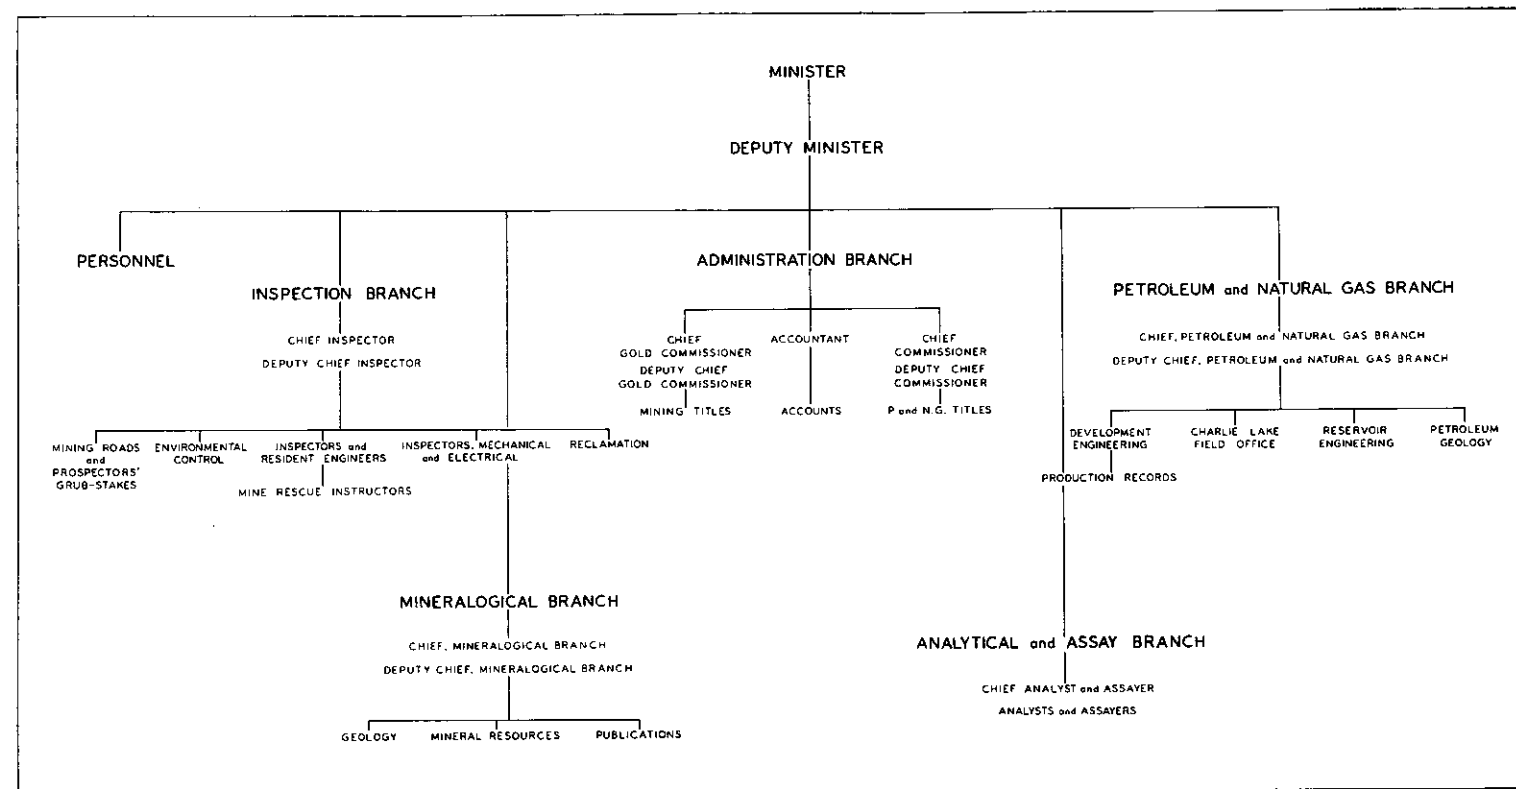 MINISTER
DEPUTY MINISTER
PERSONNEL
INSPECTION BRANCH
CHIEF INSPECTOR
DEPUTY CHIEF INSPECTOR
MINING ROADS
and
PROSPECTORS'
GRUB-STAKES
ENVIRONMENTAL
CONTROL
INSPECTORS and
RESIDENT ENGINEERS
MINE RESCUE INSTRUCTORS
INSPECTORS, MECHANICAL
and ELECTRICAL
RECLAMATION
MINERALOGICAL BRANCH
CHIEF, MINERALOGICAL BRANCH
DEPUTY CHIEF, MINERALOGICAL BRANCH
GEOLOGY
MINERAL RESOURCES
PUBLICATIONS
ADMINISTRATION BRANCH
CHIEF
GOLD COMMISSIONER
DEPUTY CHIEF
GOLD COMMISSIONER
MINING TITLES
ACCOUNTANT
ACCOUNTS
CHIEF
COMMISSIONER
DEPUTY CHIEF
COMMISSIONER
P and N.G. TITLES
ANALYTICAL and ASSAY BRANCH
CHIEF ANALYST and ASSAYER
ANALYSTS and ASSAYERS
PETROLEUM and NATURAL GAS BRANCH
CHIEF, PETROLEUM and NATURAL GAS BRANCH
DEPUTY CHIEF, PETROLEUM and NATURAL GAS BRANCH
DEVELOPMENT
ENGINEERING
PRODUCTION RECORDS
CHARLIE LAKE
FIELD OFFICE
RESERVOIR
ENGINEERING
PETROLEUM
GEOLOGY